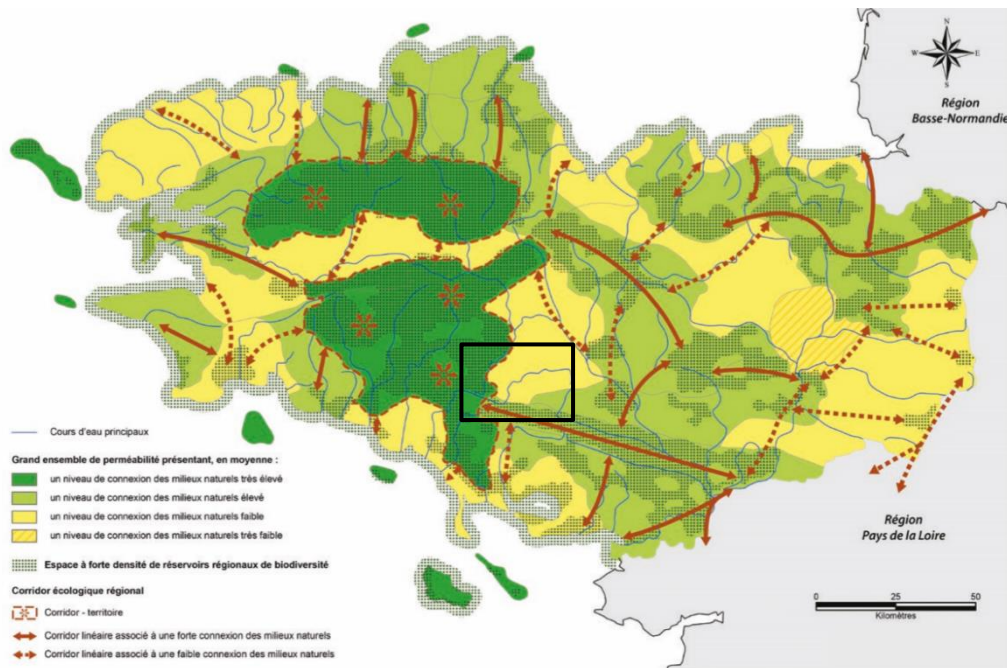 N
W
E
S
Région
Basse-Normandie
Cours d'eau principaux
Grand ensemble de perméabilité présentant, en moyenne :
un niveau de connexion des milieux naturels très élevé
un niveau de connexion des milieux naturels élevé
un niveau de connexion des milieux naturels faible
un niveau de connexion des milieux naturels très faible
Espace à forte densité de réservoirs régionaux de biodiversité
Corridor écologique régional
Corridor - territoire
Corridor linéaire associé à une forte connexion des milieux naturels
Corridor linéaire associé à une faible connexion des milieux naturels
Région
Pays de la Loire
0 25 50
Kilomètres